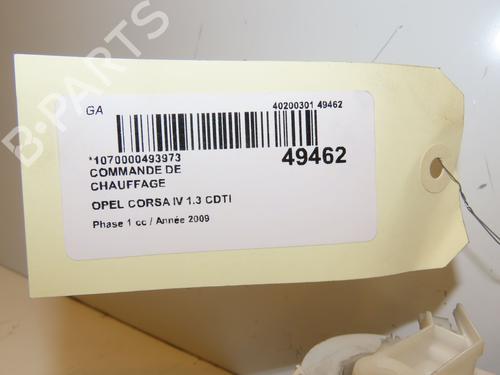 GA
40200301 49462
*1070000493973
49462
COMMANDE DE
CHAUFFAGE
OPEL CORSA IV 1.3 CDTI
Phase 1 cc / Année 2009
B-PARTS